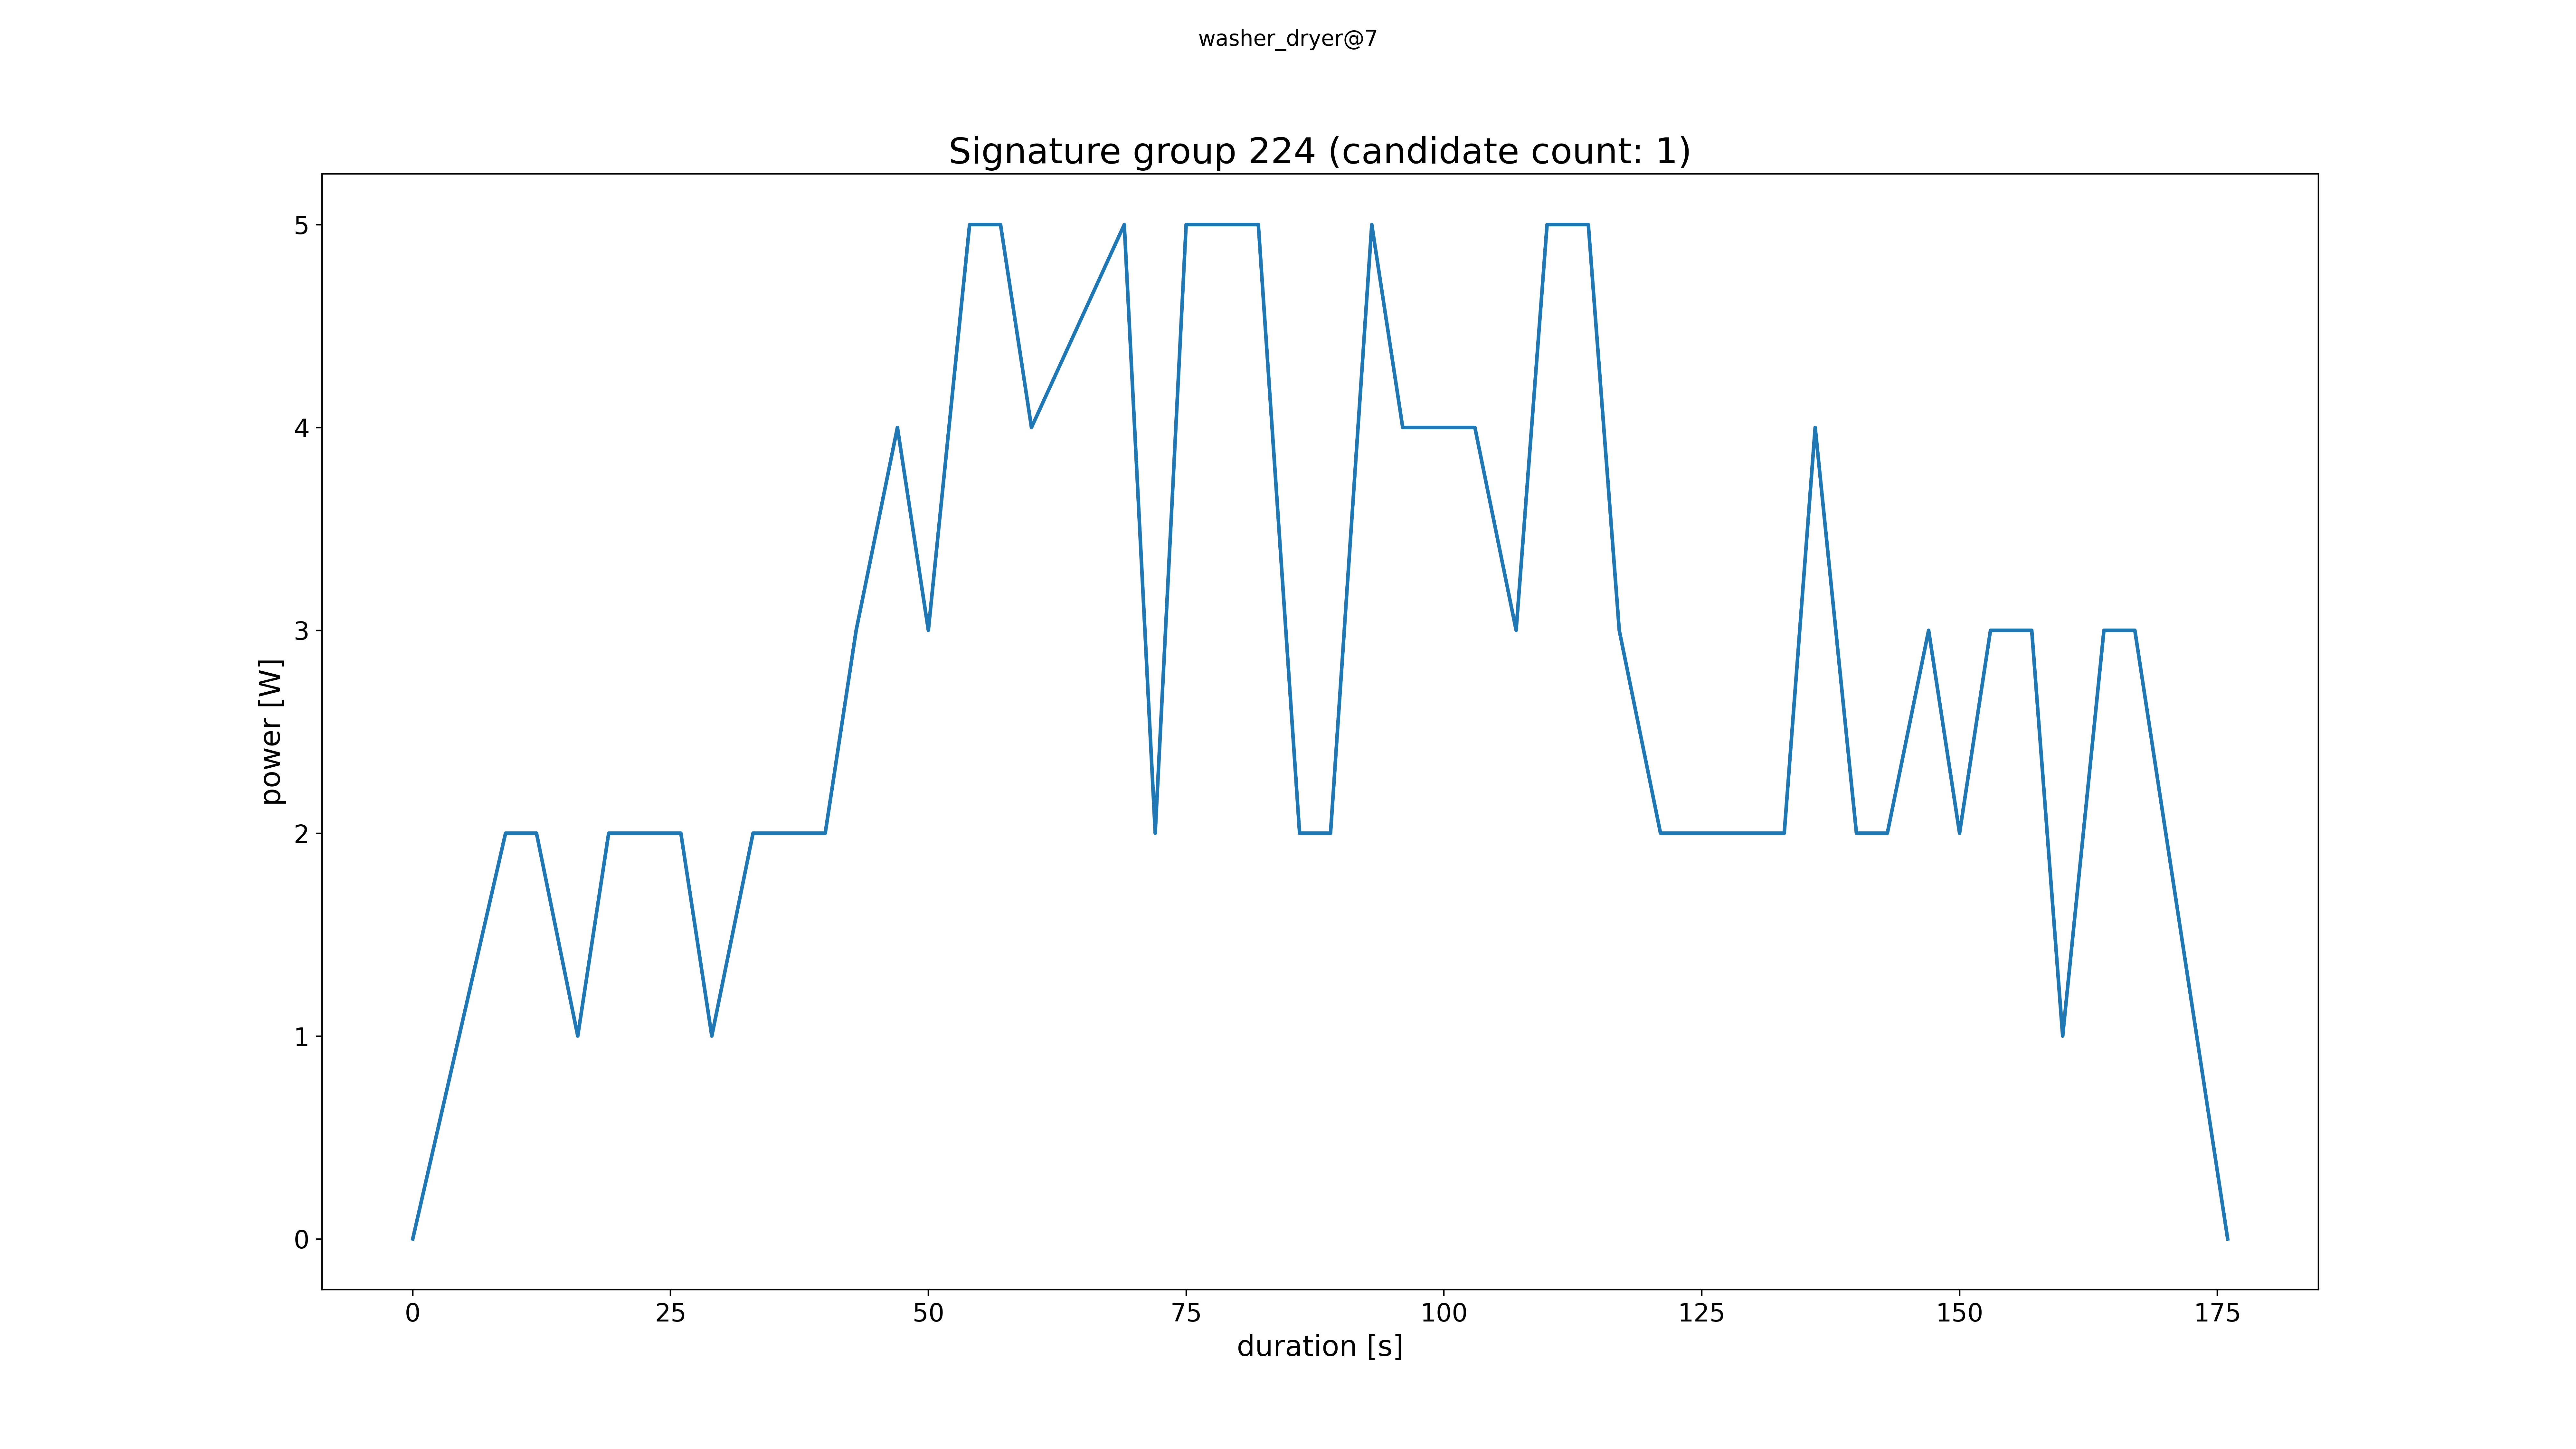 washer_dryer@7
Signature group 224 (candidate count: 1)
5
4
3
2
1
0
power [W]
0 25 50 75 100 125 150 175
duration [s]